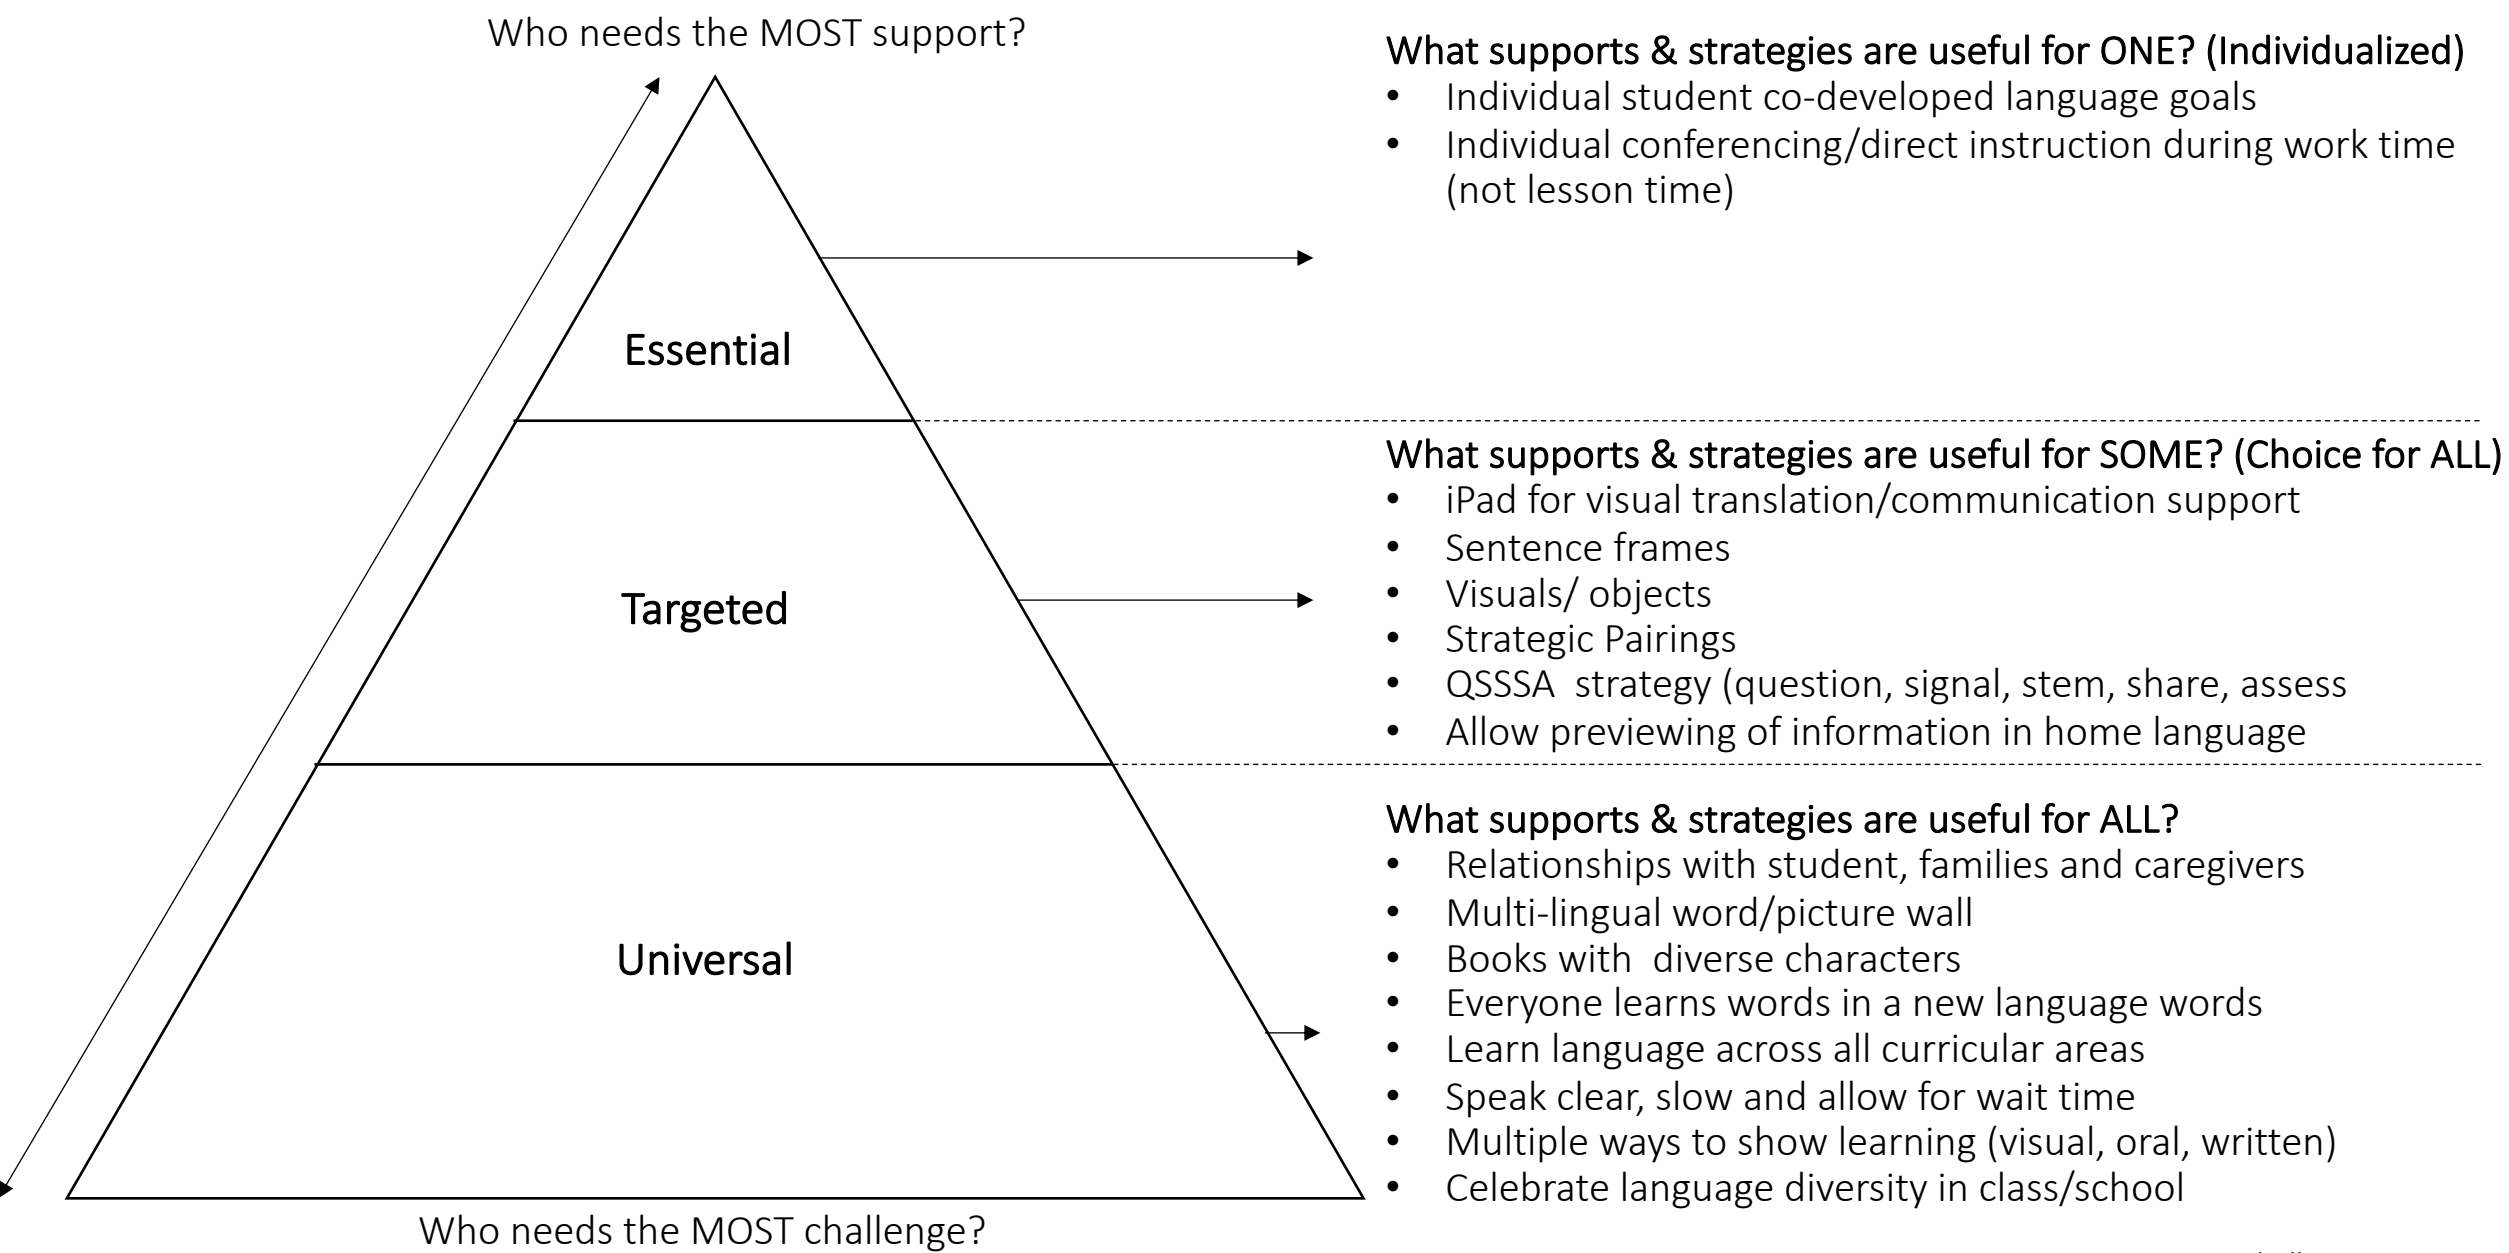 Who needs the MOST support?
What supports & strategies are useful for ONE? (Individualized)
• Individual student co-developed language goals
• Individual conferencing/direct instruction during work time
(not lesson time)
Essential
What supports & strategies are useful for SOME? (Choice for ALL)
• iPad for visual translation/communication support
• Sentence frames
• Visuals/ objects
• Strategic Pairings
• QSSSA  strategy (question, signal, stem, share, assess
• Allow previewing of information in home language
Targeted
What supports & strategies are useful for ALL?
• Relationships with student, families and caregivers
• Multi-lingual word/picture wall
• Books with  diverse characters
• Everyone learns words in a new language words
• Learn language across all curricular areas
• Speak clear, slow and allow for wait time
• Multiple ways to show learning (visual, oral, written)
• Celebrate language diversity in class/school
Universal
Who needs the MOST challenge?